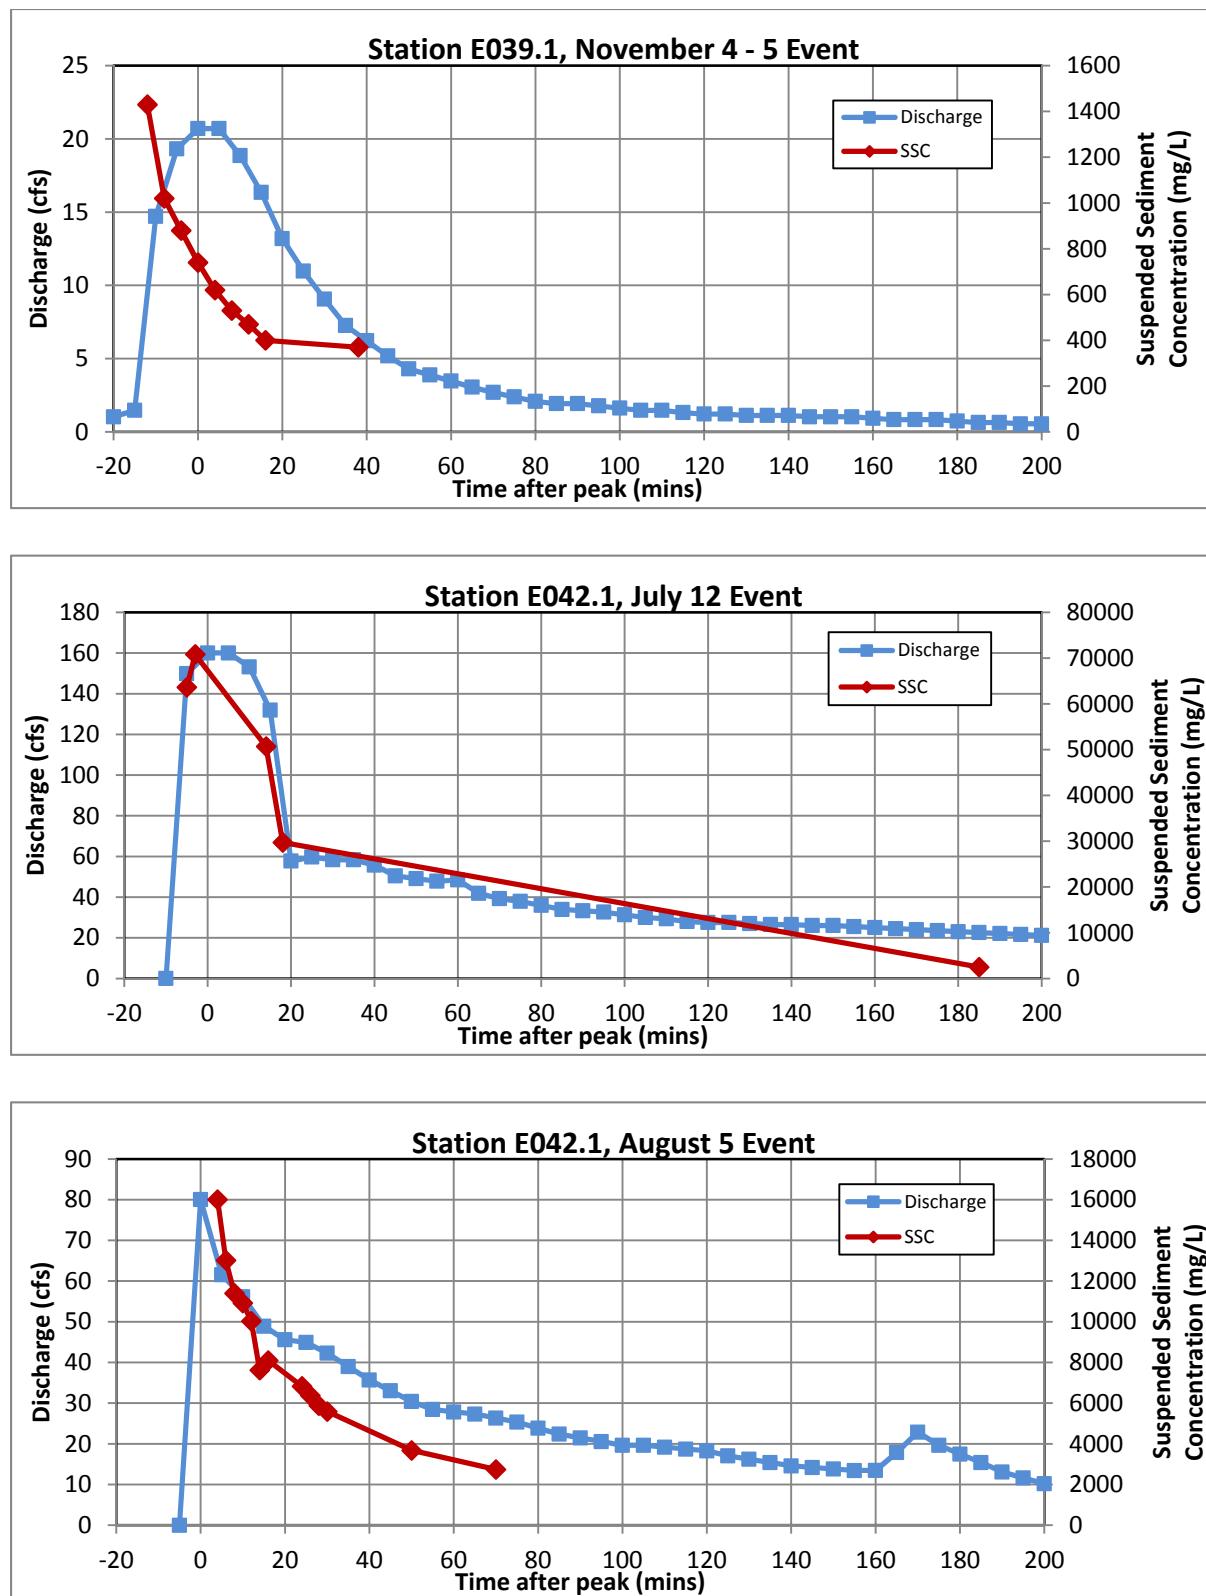 Station E039.1, November 4 - 5 Event
25
20
15
10
5
0
1600
1400
1200
1000
800
600
400
200
0
Discharge (cfs)
Suspended Sediment
Concentration (mg/L)
Discharge
SSC
-20 0 20 40 60 80 100 120 140 160 180 200
Time after peak (mins)
Station E042.1, July 12 Event
180
160
140
120
100
80
60
40
20
0
80000
70000
60000
50000
40000
30000
20000
10000
0
Discharge (cfs)
Suspended Sediment
Concentration (mg/L)
Discharge
SSC
-20 0 20 40 60 80 100 120 140 160 180 200
Time after peak (mins)
Station E042.1, August 5 Event
90
80
70
60
50
40
30
20
10
0
18000
16000
14000
12000
10000
8000
6000
4000
2000
0
Discharge (cfs)
Suspended Sediment
Concentration (mg/L)
Discharge
SSC
-20 0 20 40 60 80 100 120 140 160 180 200
Time after peak (mins)